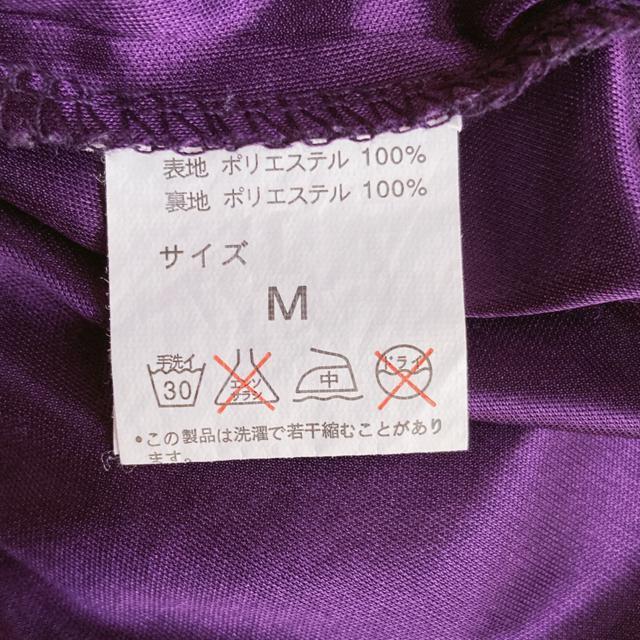 表地 ポリエステル 100%
裏地 ポリエステル 100%
サイズ
M
手洗イ エンソ 中 ドライ
30 サラシ
•この製品は洗濯で若干縮むことがあり
ます。